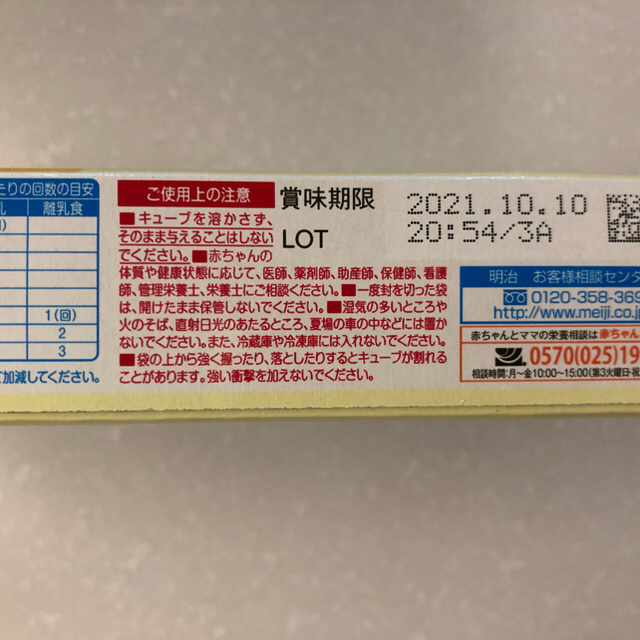 たりの回数の目安
乳
離乳食
1(回)
2
3
加減してください。
ご使用上の注意
■キューブを溶かさず、
そのまま与えることはしない
でください。■赤ちゃんの
体質や健康状態に応じて、医師、薬剤師、助産師、保健師、看護
師、管理栄養士、栄養士にご相談ください。■一度封を切った袋
は、開けたまま保管しないでください。■湿気の多いところや
火のそば、直射日光のあたるところ、夏場の車の中などには置か
ないでください。また、冷蔵庫や冷凍庫には入れないでください。
■袋の上から強く握ったり、落としたりするとキューブが割れる
ことがあります。強い衝撃を加えないでください。
賞味期限
2021.10.10
LOT
20:54/3A
明治 お客様相談センタ
0120-358-36
http://www.meiji.co.j
赤ちゃんとママの栄養相談は赤ちゃん
0570(025)19
相談時間:月~金10:00~15:00(第3火曜日・祝